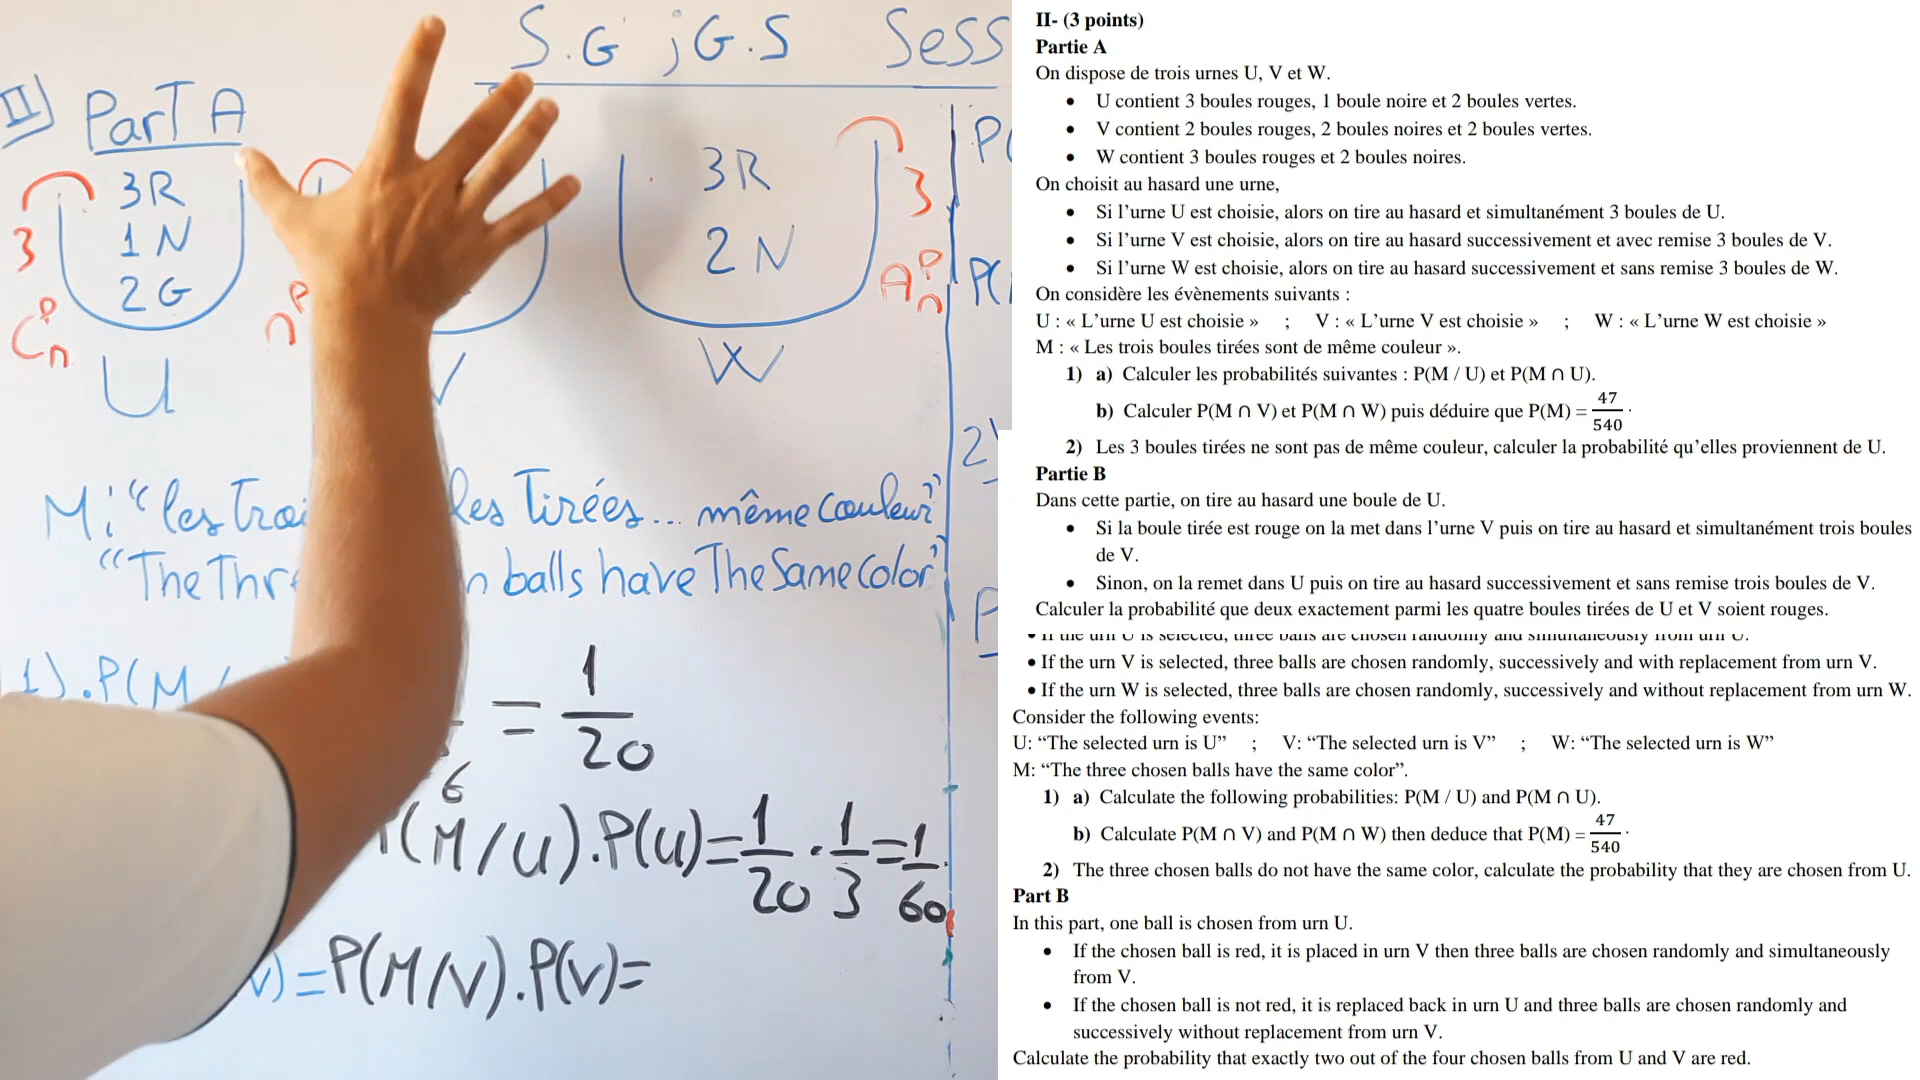 S.G ; G.S Sess
II Part A
3R
1N
2G
3
C P n
U
n P
V
3R
2N
3
A P n
W
P(
P(
2)
M: “les Troi les Tirées... même Couleur”
“The Thr n balls have The Same Color”
1). P(M /
6
= 1/20
(M/U).P(U)=1/20 . 1/3 = 1/60
V) = P(M/V).P(V)=
II- (3 points)
Partie A
On dispose de trois urnes U, V et W.
• U contient 3 boules rouges, 1 boule noire et 2 boules vertes.
• V contient 2 boules rouges, 2 boules noires et 2 boules vertes.
• W contient 3 boules rouges et 2 boules noires.
On choisit au hasard une urne,
• Si l’urne U est choisie, alors on tire au hasard et simultanément 3 boules de U.
• Si l’urne V est choisie, alors on tire au hasard successivement et avec remise 3 boules de V.
• Si l’urne W est choisie, alors on tire au hasard successivement et sans remise 3 boules de W.
On considère les évènements suivants :
U : « L’urne U est choisie » ; V : « L’urne V est choisie » ; W : « L’urne W est choisie »
M : « Les trois boules tirées sont de même couleur ».
1) a) Calculer les probabilités suivantes : P(M / U) et P(M ∩ U).
b) Calculer P(M ∩ V) et P(M ∩ W) puis déduire que P(M) = 47/540 .
2) Les 3 boules tirées ne sont pas de même couleur, calculer la probabilité qu’elles proviennent de U.
Partie B
Dans cette partie, on tire au hasard une boule de U.
• Si la boule tirée est rouge on la met dans l’urne V puis on tire au hasard et simultanément trois boules
de V.
• Sinon, on la remet dans U puis on tire au hasard successivement et sans remise trois boules de V.
Calculer la probabilité que deux exactement parmi les quatre boules tirées de U et V soient rouges.
• If the urn U is selected, three balls are chosen randomly and simultaneously from urn U.
• If the urn V is selected, three balls are chosen randomly, successively and with replacement from urn V.
• If the urn W is selected, three balls are chosen randomly, successively and without replacement from urn W.
Consider the following events:
U: “The selected urn is U” ; V: “The selected urn is V” ; W: “The selected urn is W”
M: “The three chosen balls have the same color”.
1) a) Calculate the following probabilities: P(M / U) and P(M ∩ U).
b) Calculate P(M ∩ V) and P(M ∩ W) then deduce that P(M) = 47/540 .
2) The three chosen balls do not have the same color, calculate the probability that they are chosen from U.
Part B
In this part, one ball is chosen from urn U.
• If the chosen ball is red, it is placed in urn V then three balls are chosen randomly and simultaneously
from V.
• If the chosen ball is not red, it is replaced back in urn U and three balls are chosen randomly and
successively without replacement from urn V.
Calculate the probability that exactly two out of the four chosen balls from U and V are red.